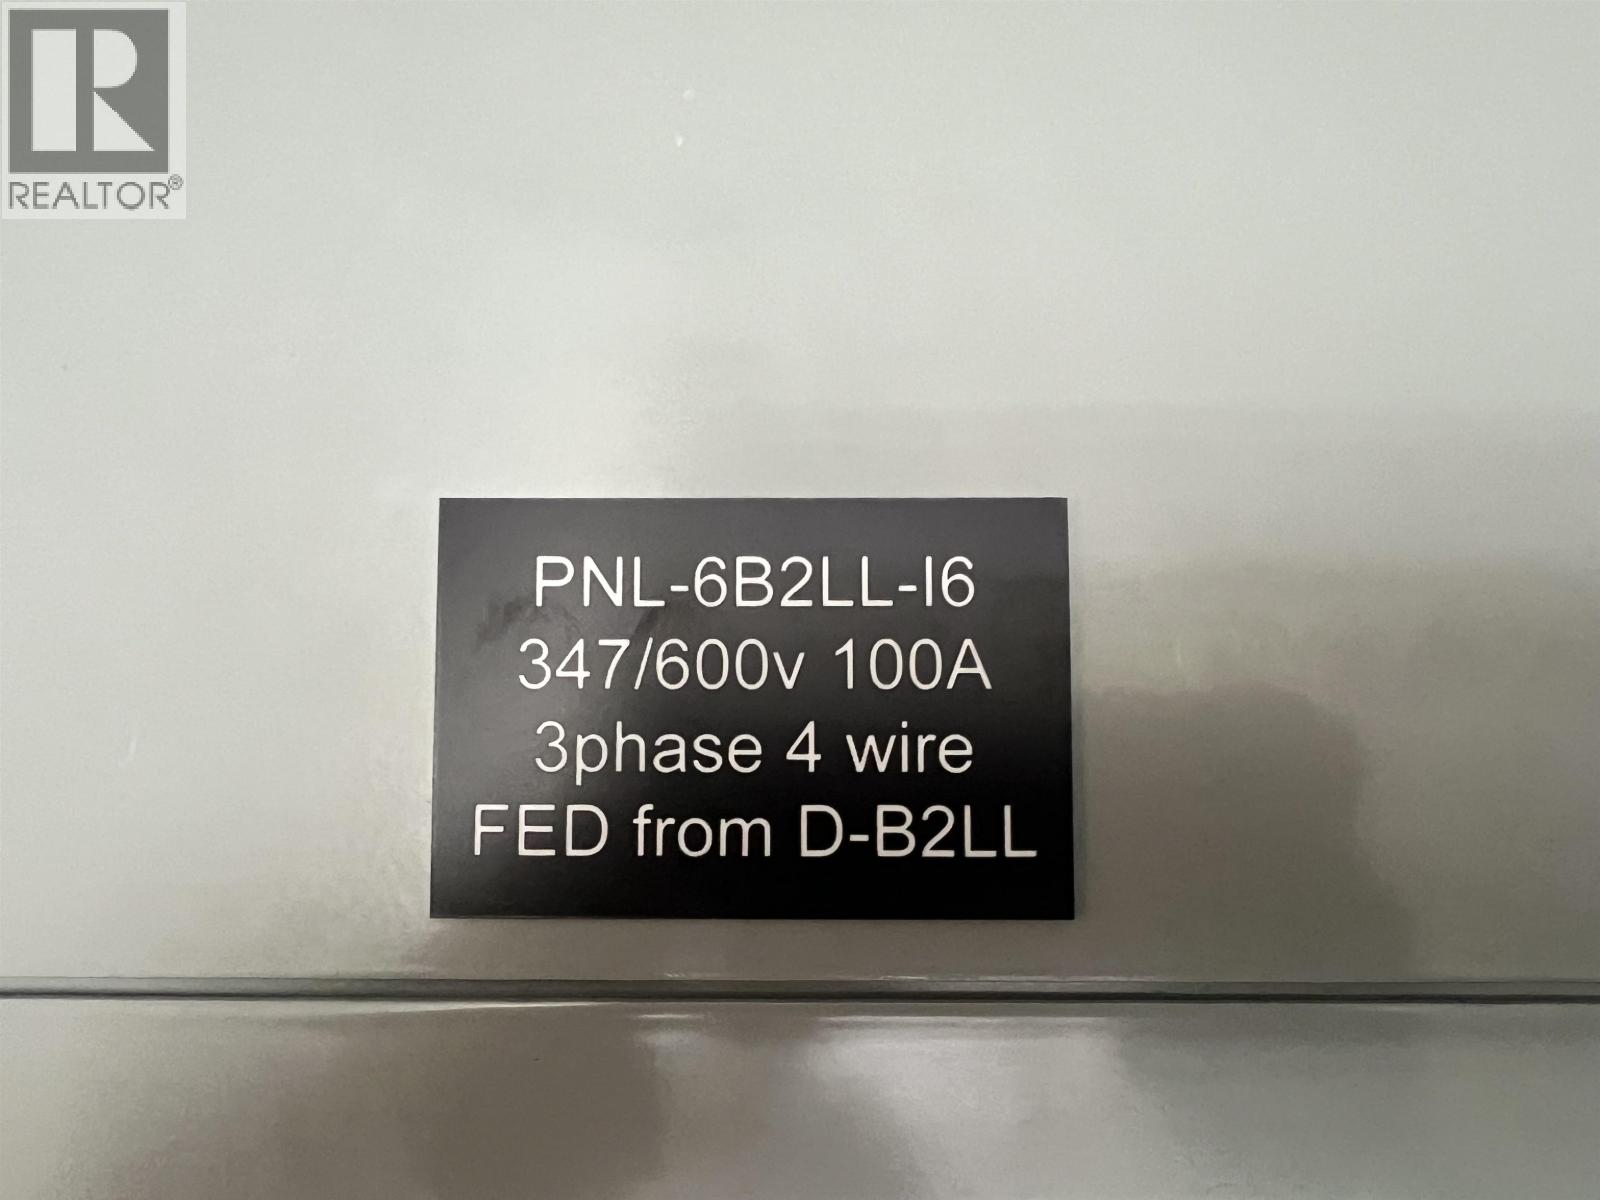 REALTOR®
PNL-6B2LL-I6
347/600v 100A
3phase 4 wire
FED from D-B2LL